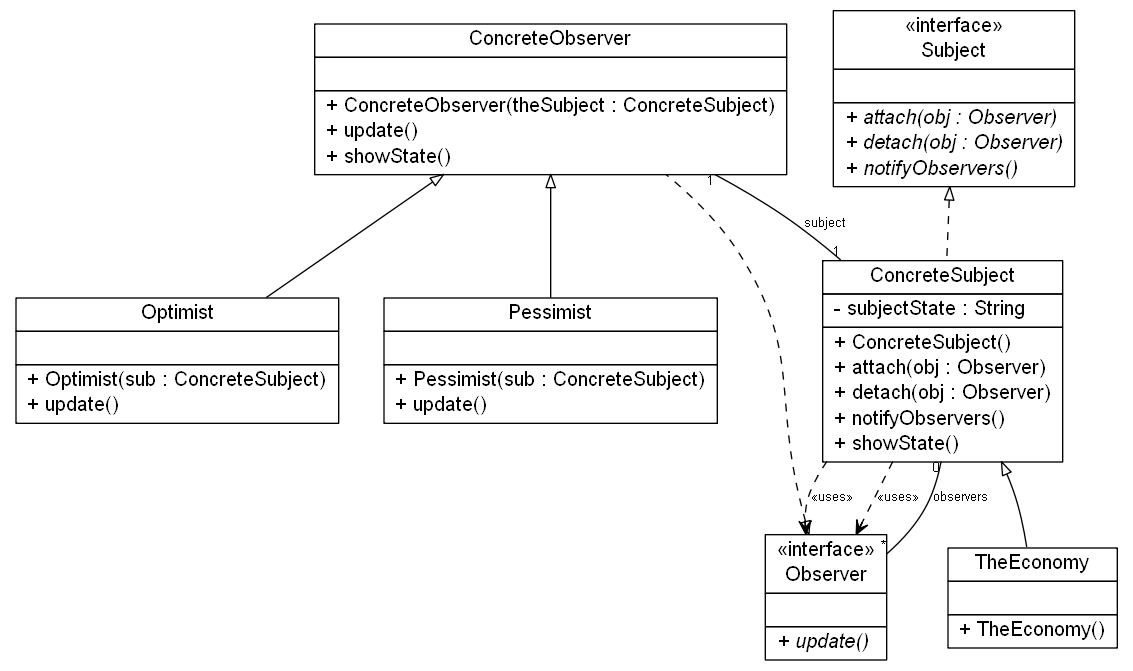 ConcreteObserver
+ ConcreteObserver(theSubject : ConcreteSubject)
+ update()
+ showState()
«interface»
Subject
+ attach(obj : Observer)
+ detach(obj : Observer)
+ notifyObservers()
1
subject
1
ConcreteSubject
- subjectState : String
+ ConcreteSubject()
+ attach(obj : Observer)
+ detach(obj : Observer)
+ notifyObservers()
+ showState()
Optimist
+ Optimist(sub : ConcreteSubject)
+ update()
Pessimist
+ Pessimist(sub : ConcreteSubject)
+ update()
0
«uses»
«uses»
observers
*
«interface»
Observer
+ update()
TheEconomy
+ TheEconomy()